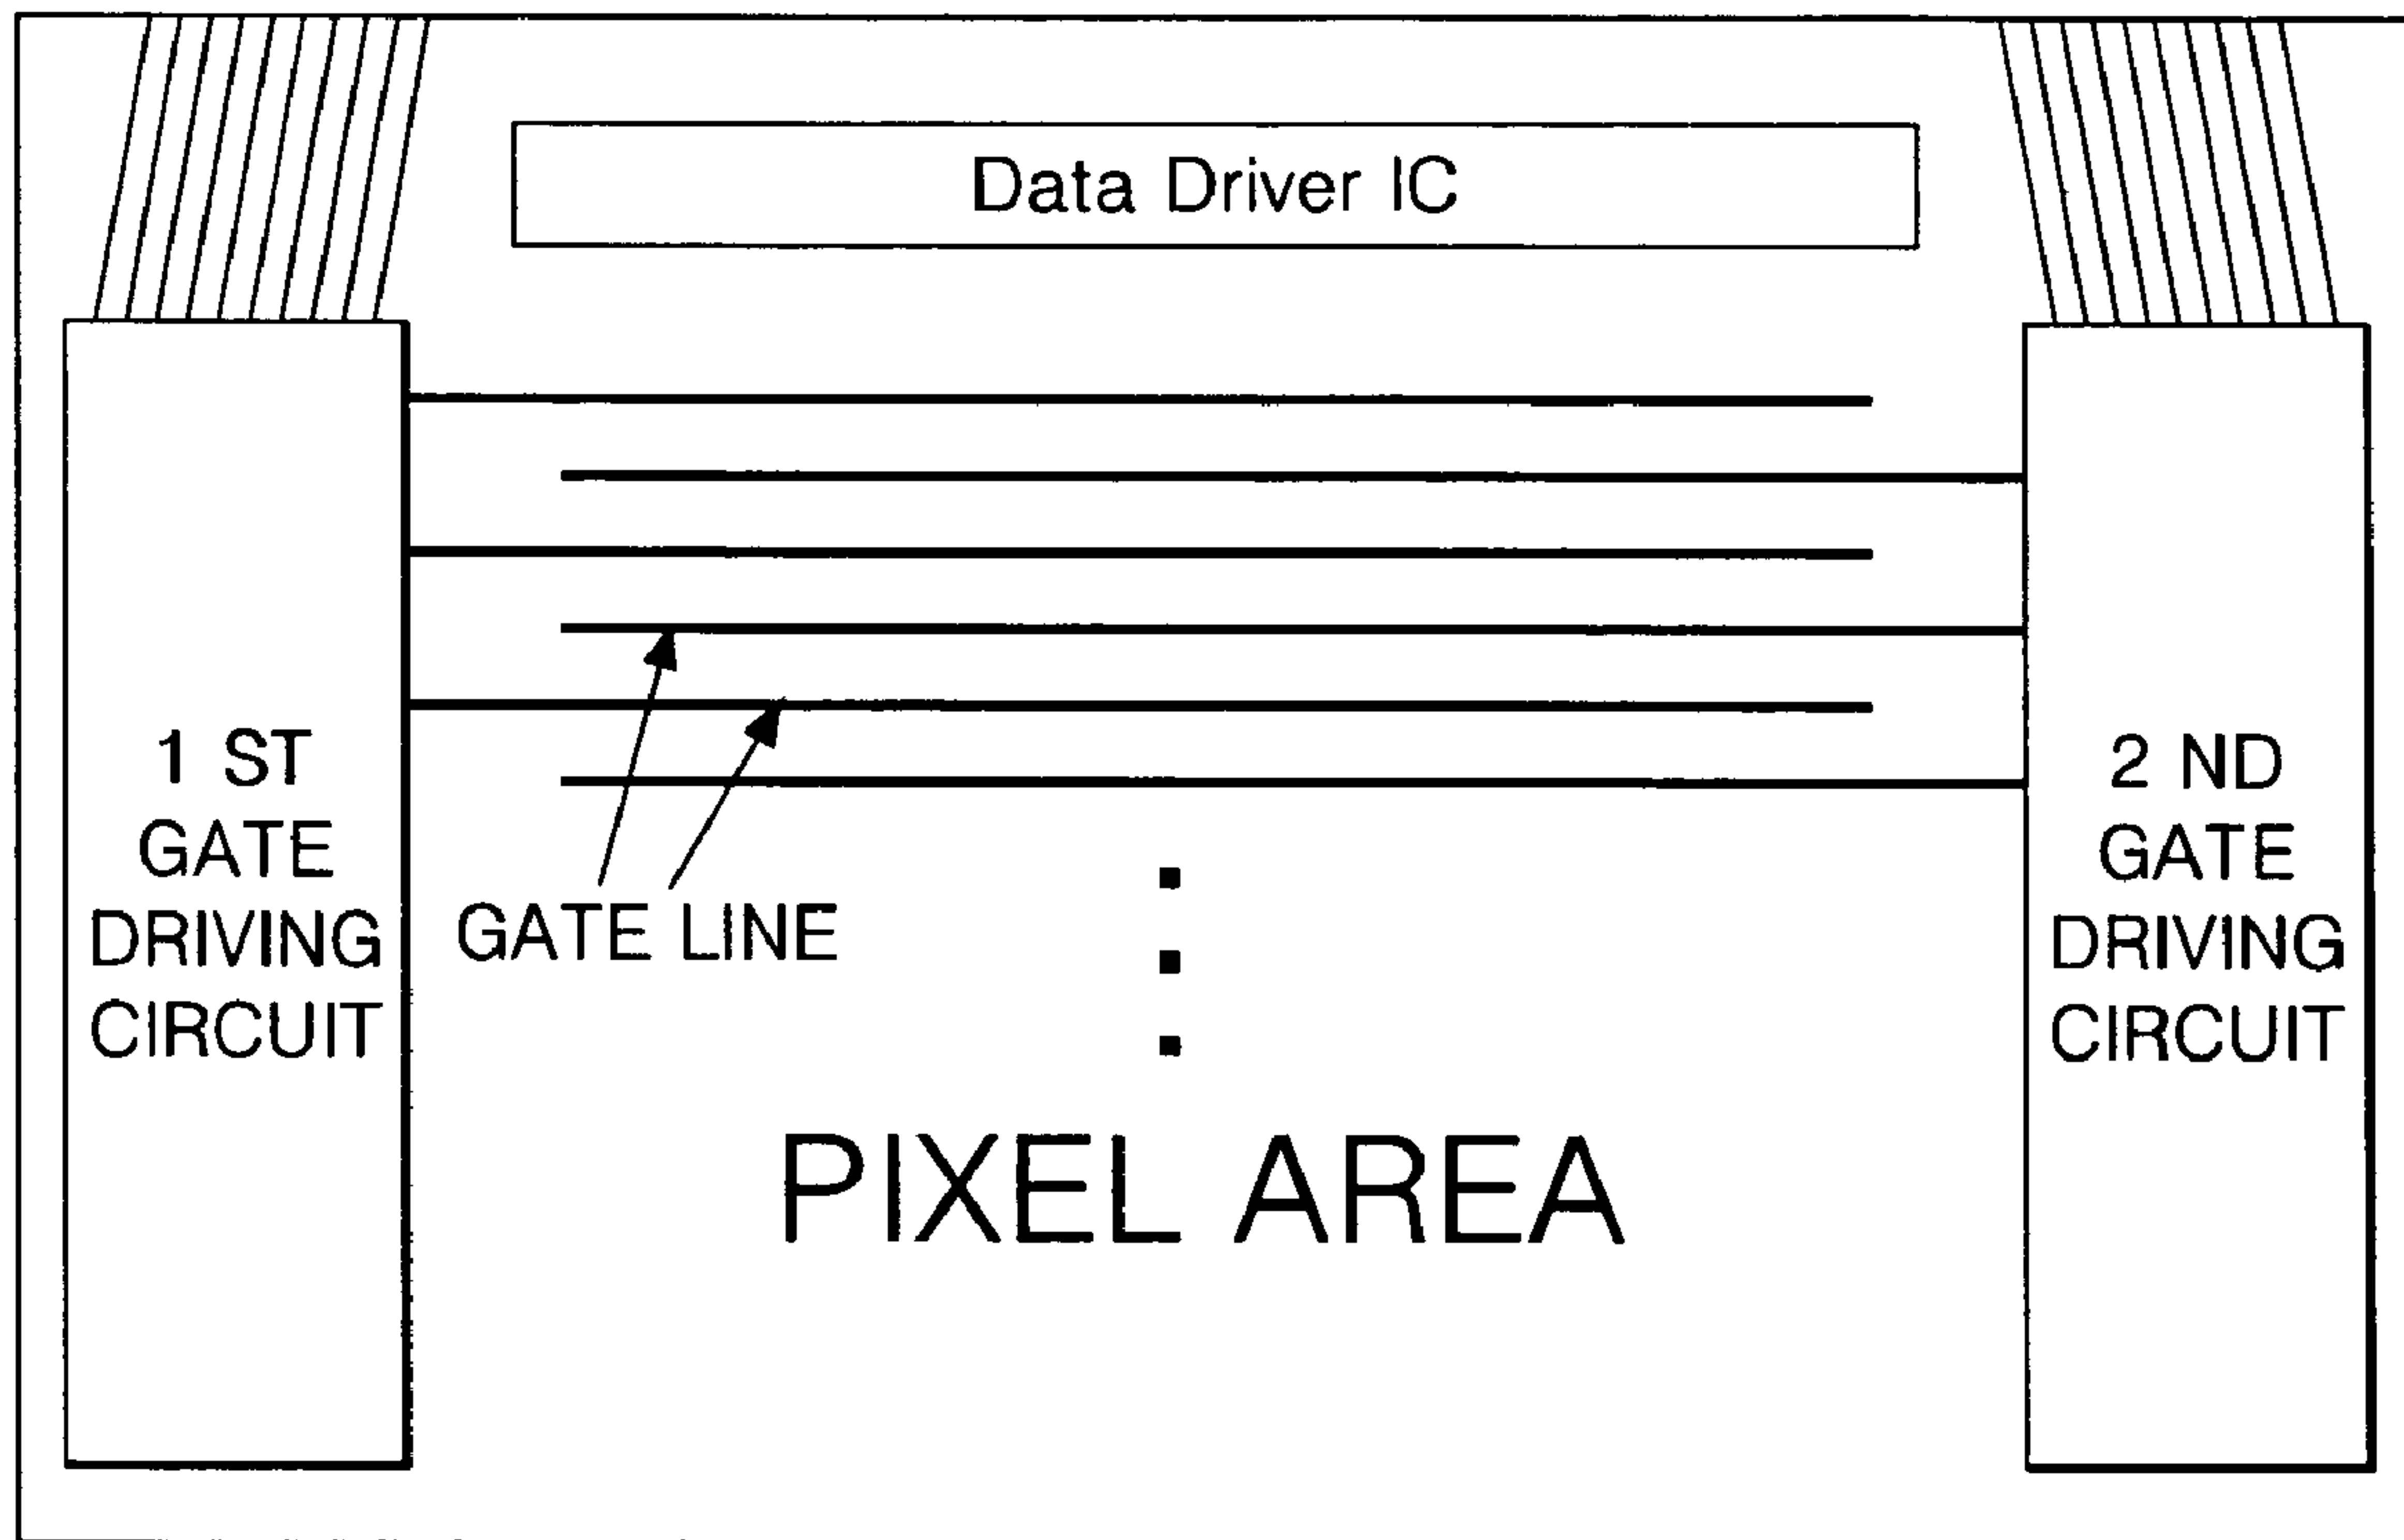 Data Driver IC
1 ST
GATE
DRIVING
CIRCUIT
GATE LINE
2 ND
GATE
DRIVING
CIRCUIT
PIXEL AREA